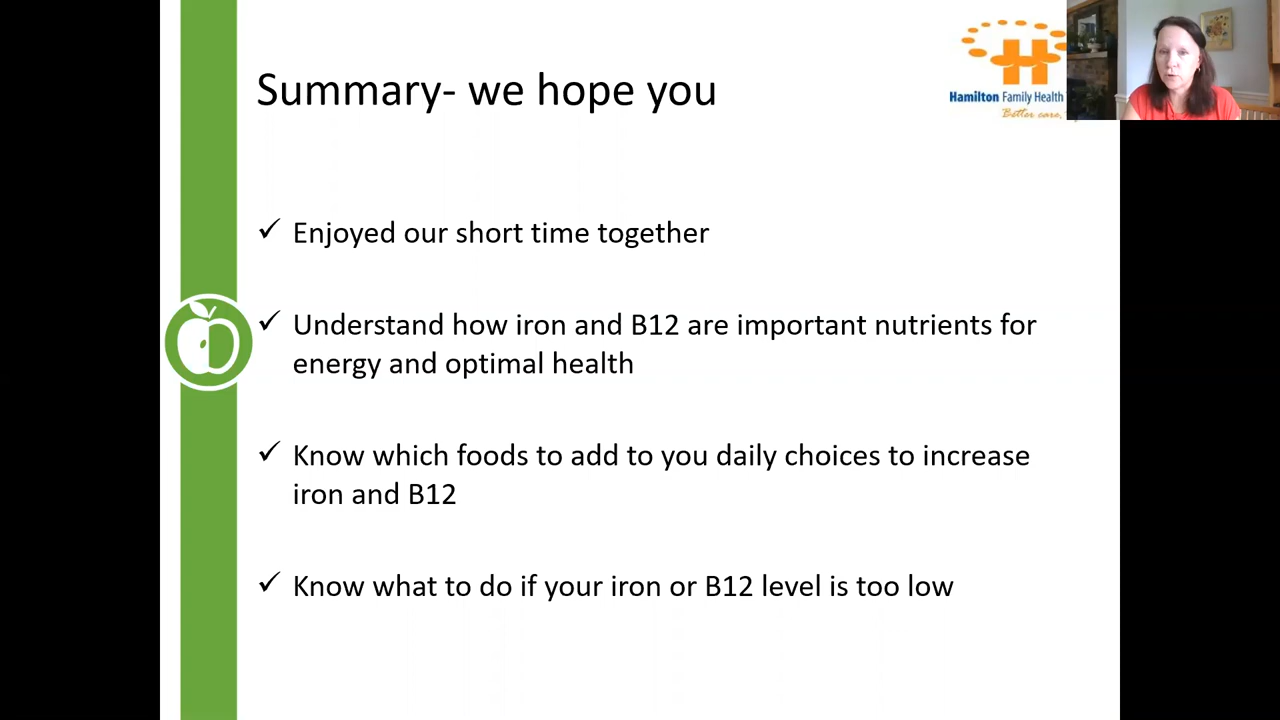 Summary- we hope you
Hamilton Family Health
Better care,
✓ Enjoyed our short time together
✓ Understand how iron and B12 are important nutrients for
energy and optimal health
✓ Know which foods to add to you daily choices to increase
iron and B12
✓ Know what to do if your iron or B12 level is too low